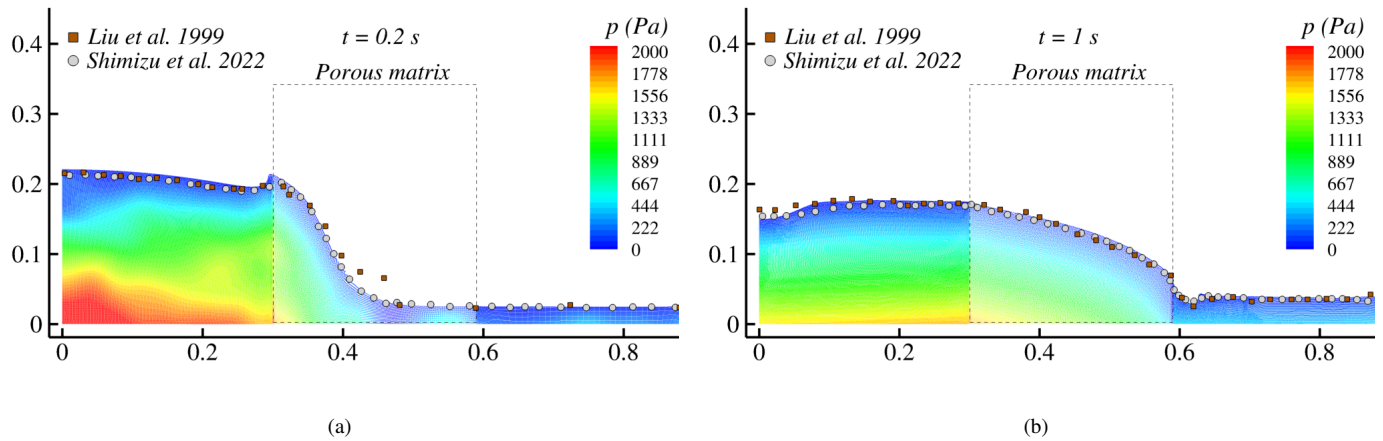 0.4
0.3
0.2
0.1
0
Liu et al. 1999
Shimizu et al. 2022
t = 0.2 s
Porous matrix
p (Pa)
2000
1778
1556
1333
1111
889
667
444
222
0
0 0.2 0.4 0.6 0.8
(a)
0.4
0.3
0.2
0.1
0
Liu et al. 1999
Shimizu et al. 2022
t = 1 s
Porous matrix
p (Pa)
2000
1778
1556
1333
1111
889
667
444
222
0
0 0.2 0.4 0.6 0.8
(b)